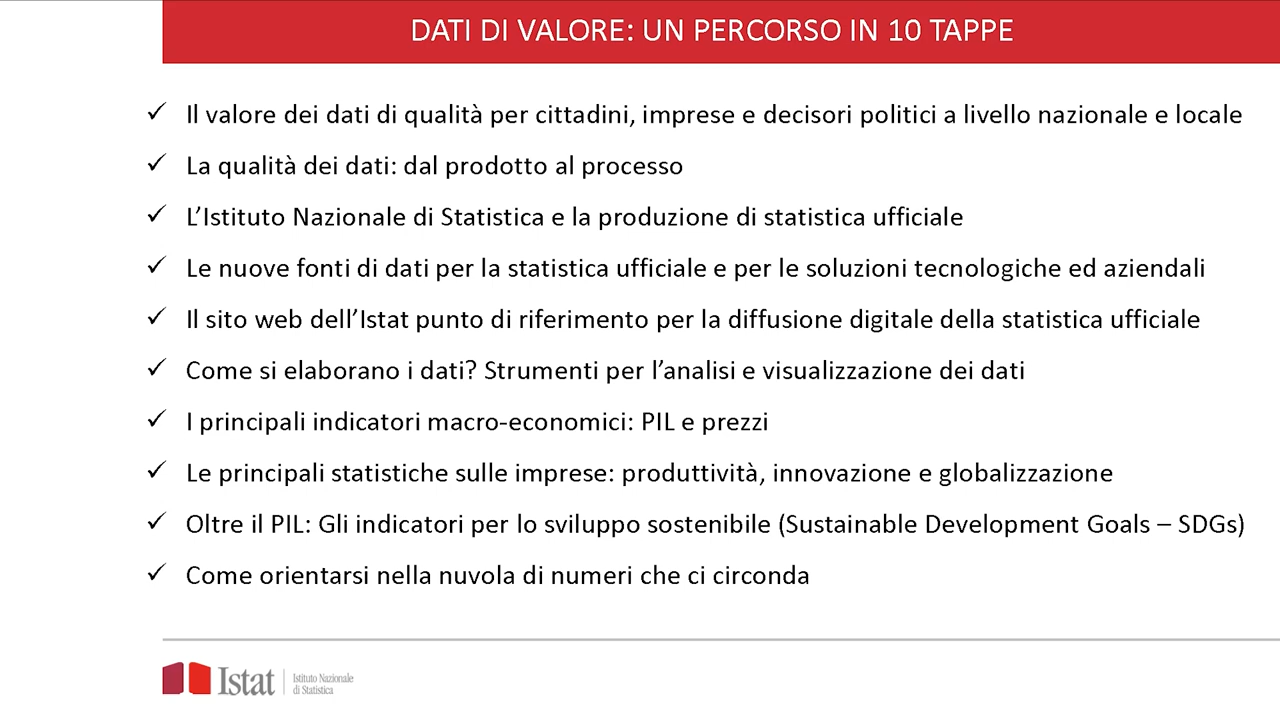 DATI DI VALORE: UN PERCORSO IN 10 TAPPE
✓ Il valore dei dati di qualità per cittadini, imprese e decisori politici a livello nazionale e locale
✓ La qualità dei dati: dal prodotto al processo
✓ L’Istituto Nazionale di Statistica e la produzione di statistica ufficiale
✓ Le nuove fonti di dati per la statistica ufficiale e per le soluzioni tecnologiche ed aziendali
✓ Il sito web dell’Istat punto di riferimento per la diffusione digitale della statistica ufficiale
✓ Come si elaborano i dati? Strumenti per l’analisi e visualizzazione dei dati
✓ I principali indicatori macro-economici: PIL e prezzi
✓ Le principali statistiche sulle imprese: produttività, innovazione e globalizzazione
✓ Oltre il PIL: Gli indicatori per lo sviluppo sostenibile (Sustainable Development Goals – SDGs)
✓ Come orientarsi nella nuvola di numeri che ci circonda
Istat
Istituto Nazionale
di Statistica